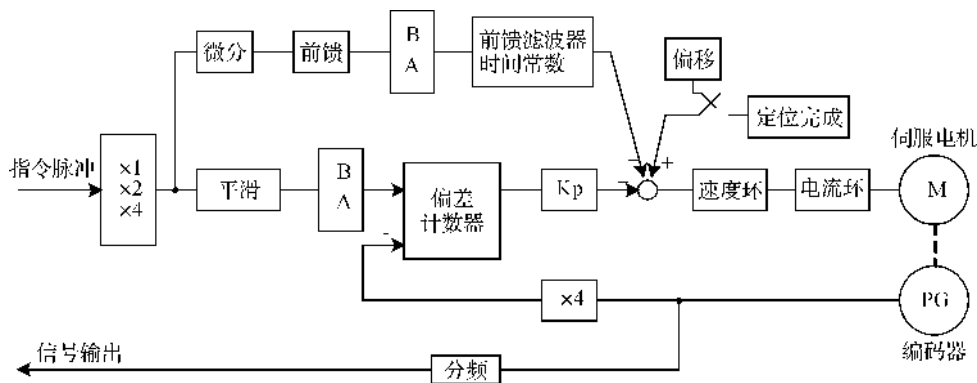 微分
前馈
B
A
前馈滤波器
时间常数
偏移
定位完成
指令脉冲
×1
×2
×4
平滑
B
A
偏差
计数器
-
Kp
-
-
+
速度环
电流环
伺服电机
M
×4
PG
编码器
信号输出
分频